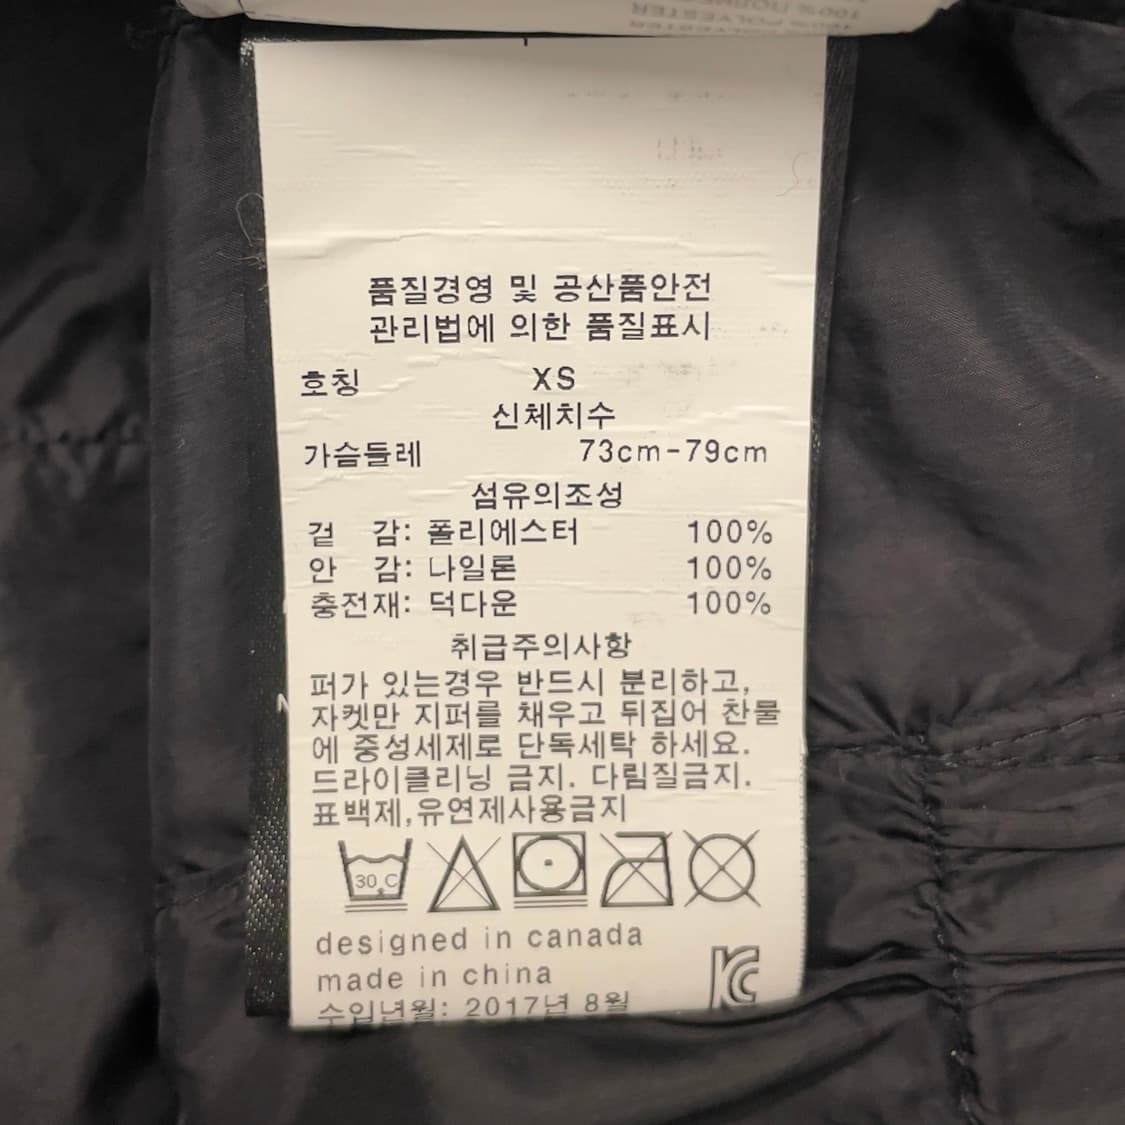 100% POLYESTER
품질경영 및 공산품안전
관리법에 의한 품질표시
호칭 XS
신체치수
가슴들레 73cm-79cm
섬유의조성
겉 감: 폴리에스터 100%
안 감: 나일론 100%
충전재: 덕다운 100%
취급주의사항
퍼가 있는경우 반드시 분리하고,
자켓만 지퍼를 채우고 뒤집어 찬물
에 중성세제로 단독세탁 하세요.
드라이클리닝 금지. 다림질금지.
표백제,유연제사용금지
30 C
designed in canada
made in china
수입년월: 2017년 8월